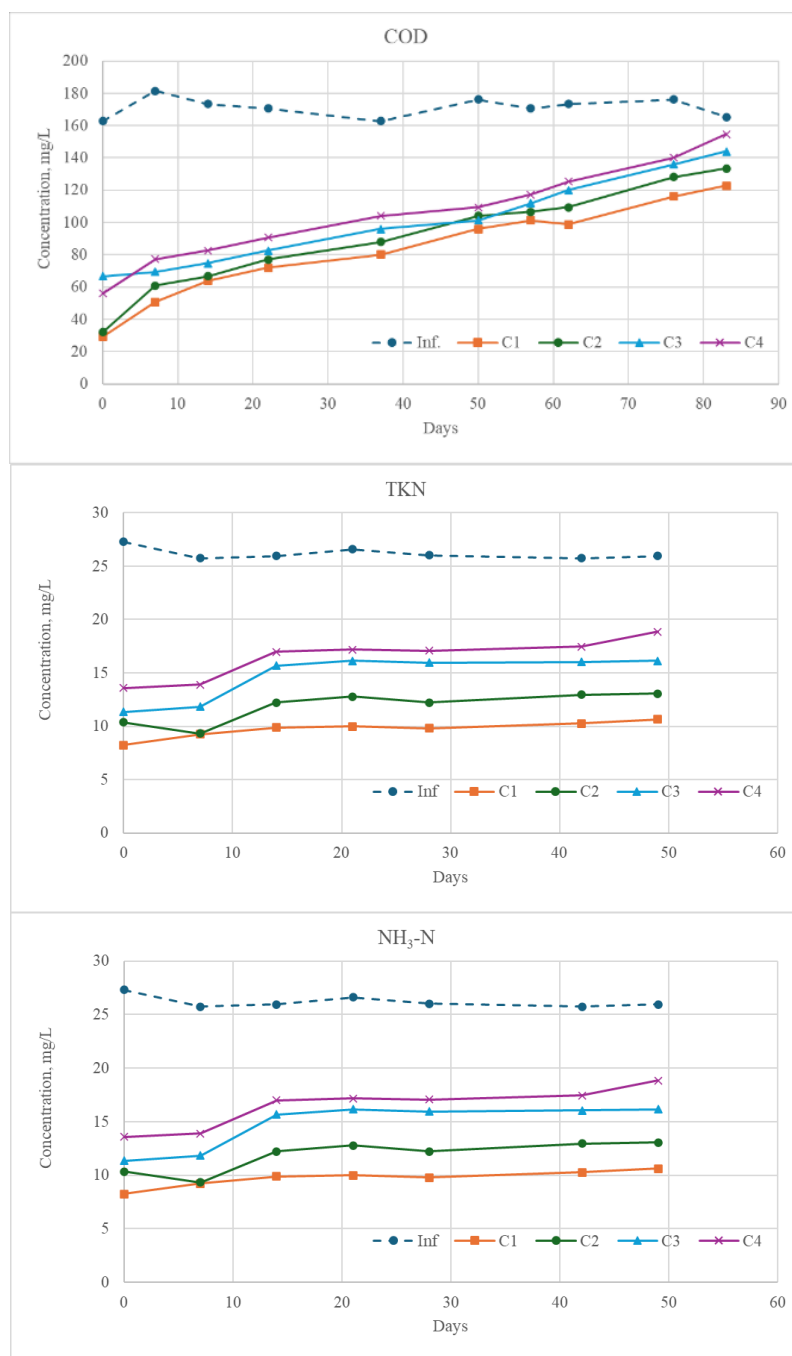 COD
Concentration, mg/L
200
180
160
140
120
100
80
60
40
20
0
Inf. C1 C2 C3 C4
0 10 20 30 40 50 60 70 80 90
Days
TKN
Concentration, mg/L
30
25
20
15
10
5
0
Inf C1 C2 C3 C4
0 10 20 30 40 50 60
Days
NH₃-N
Concentration, mg/L
30
25
20
15
10
5
0
Inf C1 C2 C3 C4
0 10 20 30 40 50 60
Days